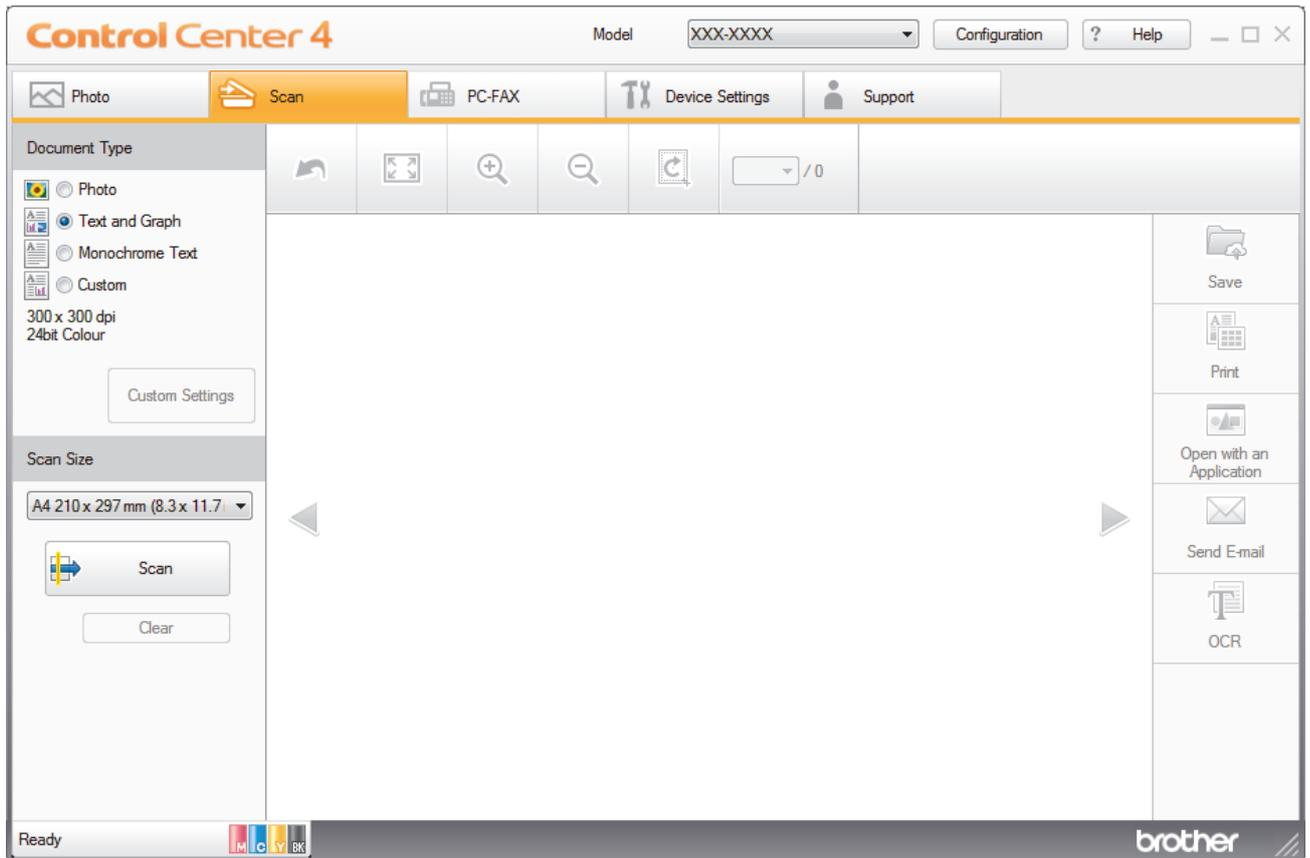 Control Center 4
Model XXX-XXXX Configuration ? Help
Photo Scan PC-FAX Device Settings Support
Document Type
Photo
Text and Graph
Monochrome Text
Custom
300 x 300 dpi
24bit Colour
Custom Settings
Scan Size
A4 210 x 297 mm (8.3 x 11.7
Scan
Clear
/ 0
Save
Print
Open with an
Application
Send E-mail
OCR
Ready M C Y BK
brother